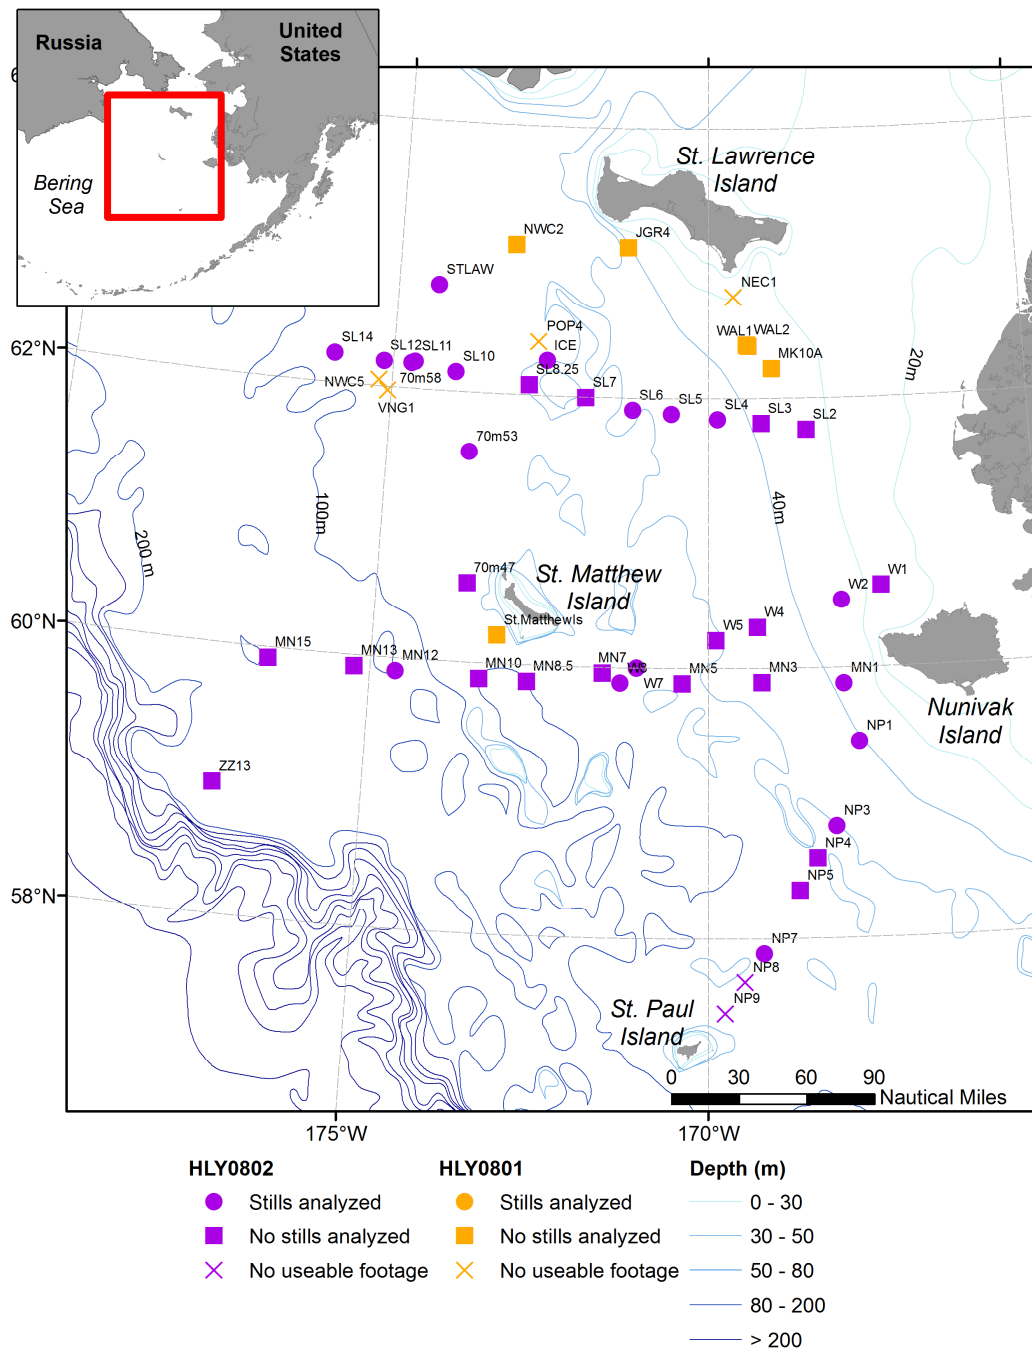 Russia
United
States
Bering
Sea
6
St. Lawrence
Island
NWC2
JGR4
STLAW
NEC1
POP4
ICE
WAL1
WAL2
MK10A
20m
62°N
SL14
SL12
SL11
SL10
NWC5
70m58
VNG1
SL8.25
SL7
SL6
SL5
SL4
SL3
SL2
70m53
100m
40m
200 m
70m47
St. Matthew
Island
St.MatthewIs
W1
W2
W4
W5
60°N
MN15
MN13
MN12
MN10
MN8.5
MN7
W8
W7
MN5
MN3
MN1
Nunivak
Island
NP1
ZZ13
NP3
NP4
NP5
58°N
NP7
NP8
NP9
St. Paul
Island
0 30 60 90
Nautical Miles
175°W
170°W
HLY0802
Stills analyzed
No stills analyzed
No useable footage
HLY0801
Stills analyzed
No stills analyzed
No useable footage
Depth (m)
0 - 30
30 - 50
50 - 80
80 - 200
> 200